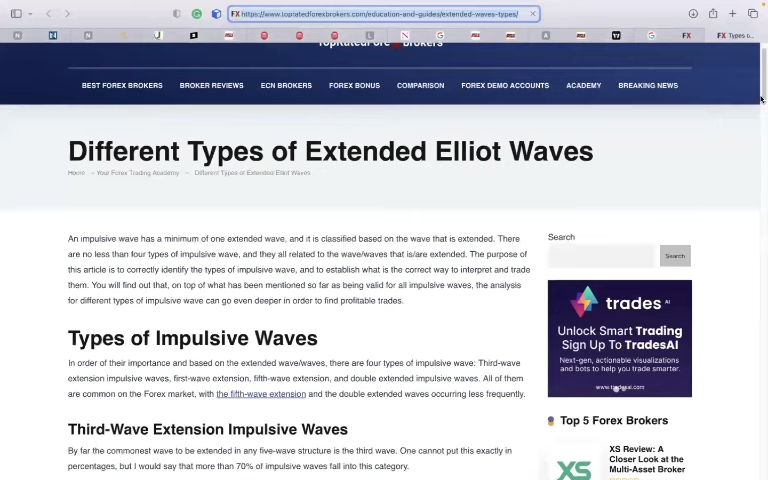 https://www.topratedforexbrokers.com/education-and-guides/extended-waves-types/
FX Types o...
TopRatedFore Brokers
BEST FOREX BROKERS BROKER REVIEWS ECN BROKERS FOREX BONUS COMPARISON FOREX DEMO ACCOUNTS ACADEMY BREAKING NEWS
Different Types of Extended Elliot Waves
Home → Your Forex Trading Academy → Different Types of Extended Elliot Waves
An impulsive wave has a minimum of one extended wave, and it is classified based on the wave that is extended. There
are no less than four types of impulsive wave, and they all related to the wave/waves that is/are extended. The purpose of
this article is to correctly identify the types of impulsive wave, and to establish what is the correct way to interpret and trade
them. You will find out that, on top of what has been mentioned so far as being valid for all impulsive waves, the analysis
for different types of impulsive wave can go even deeper in order to find profitable trades.
Types of Impulsive Waves
In order of their importance and based on the extended wave/waves, there are four types of impulsive wave: Third-wave
extension impulsive waves, first-wave extension, fifth-wave extension, and double extended impulsive waves. All of them
are common on the Forex market, with the fifth-wave extension and the double extended waves occurring less frequently.
Third-Wave Extension Impulsive Waves
By far the commonest wave to be extended in any five-wave structure is the third wave. One cannot put this exactly in
percentages, but I would say that more than 70% of impulsive waves fall into this category.
Search
Search
trades AI
Unlock Smart Trading
Sign Up To TradesAI
Next-gen, actionable visualizations
and bots to help you trade smarter.
Top 5 Forex Brokers
XS
XS Review: A
Closer Look at the
Multi-Asset Broker